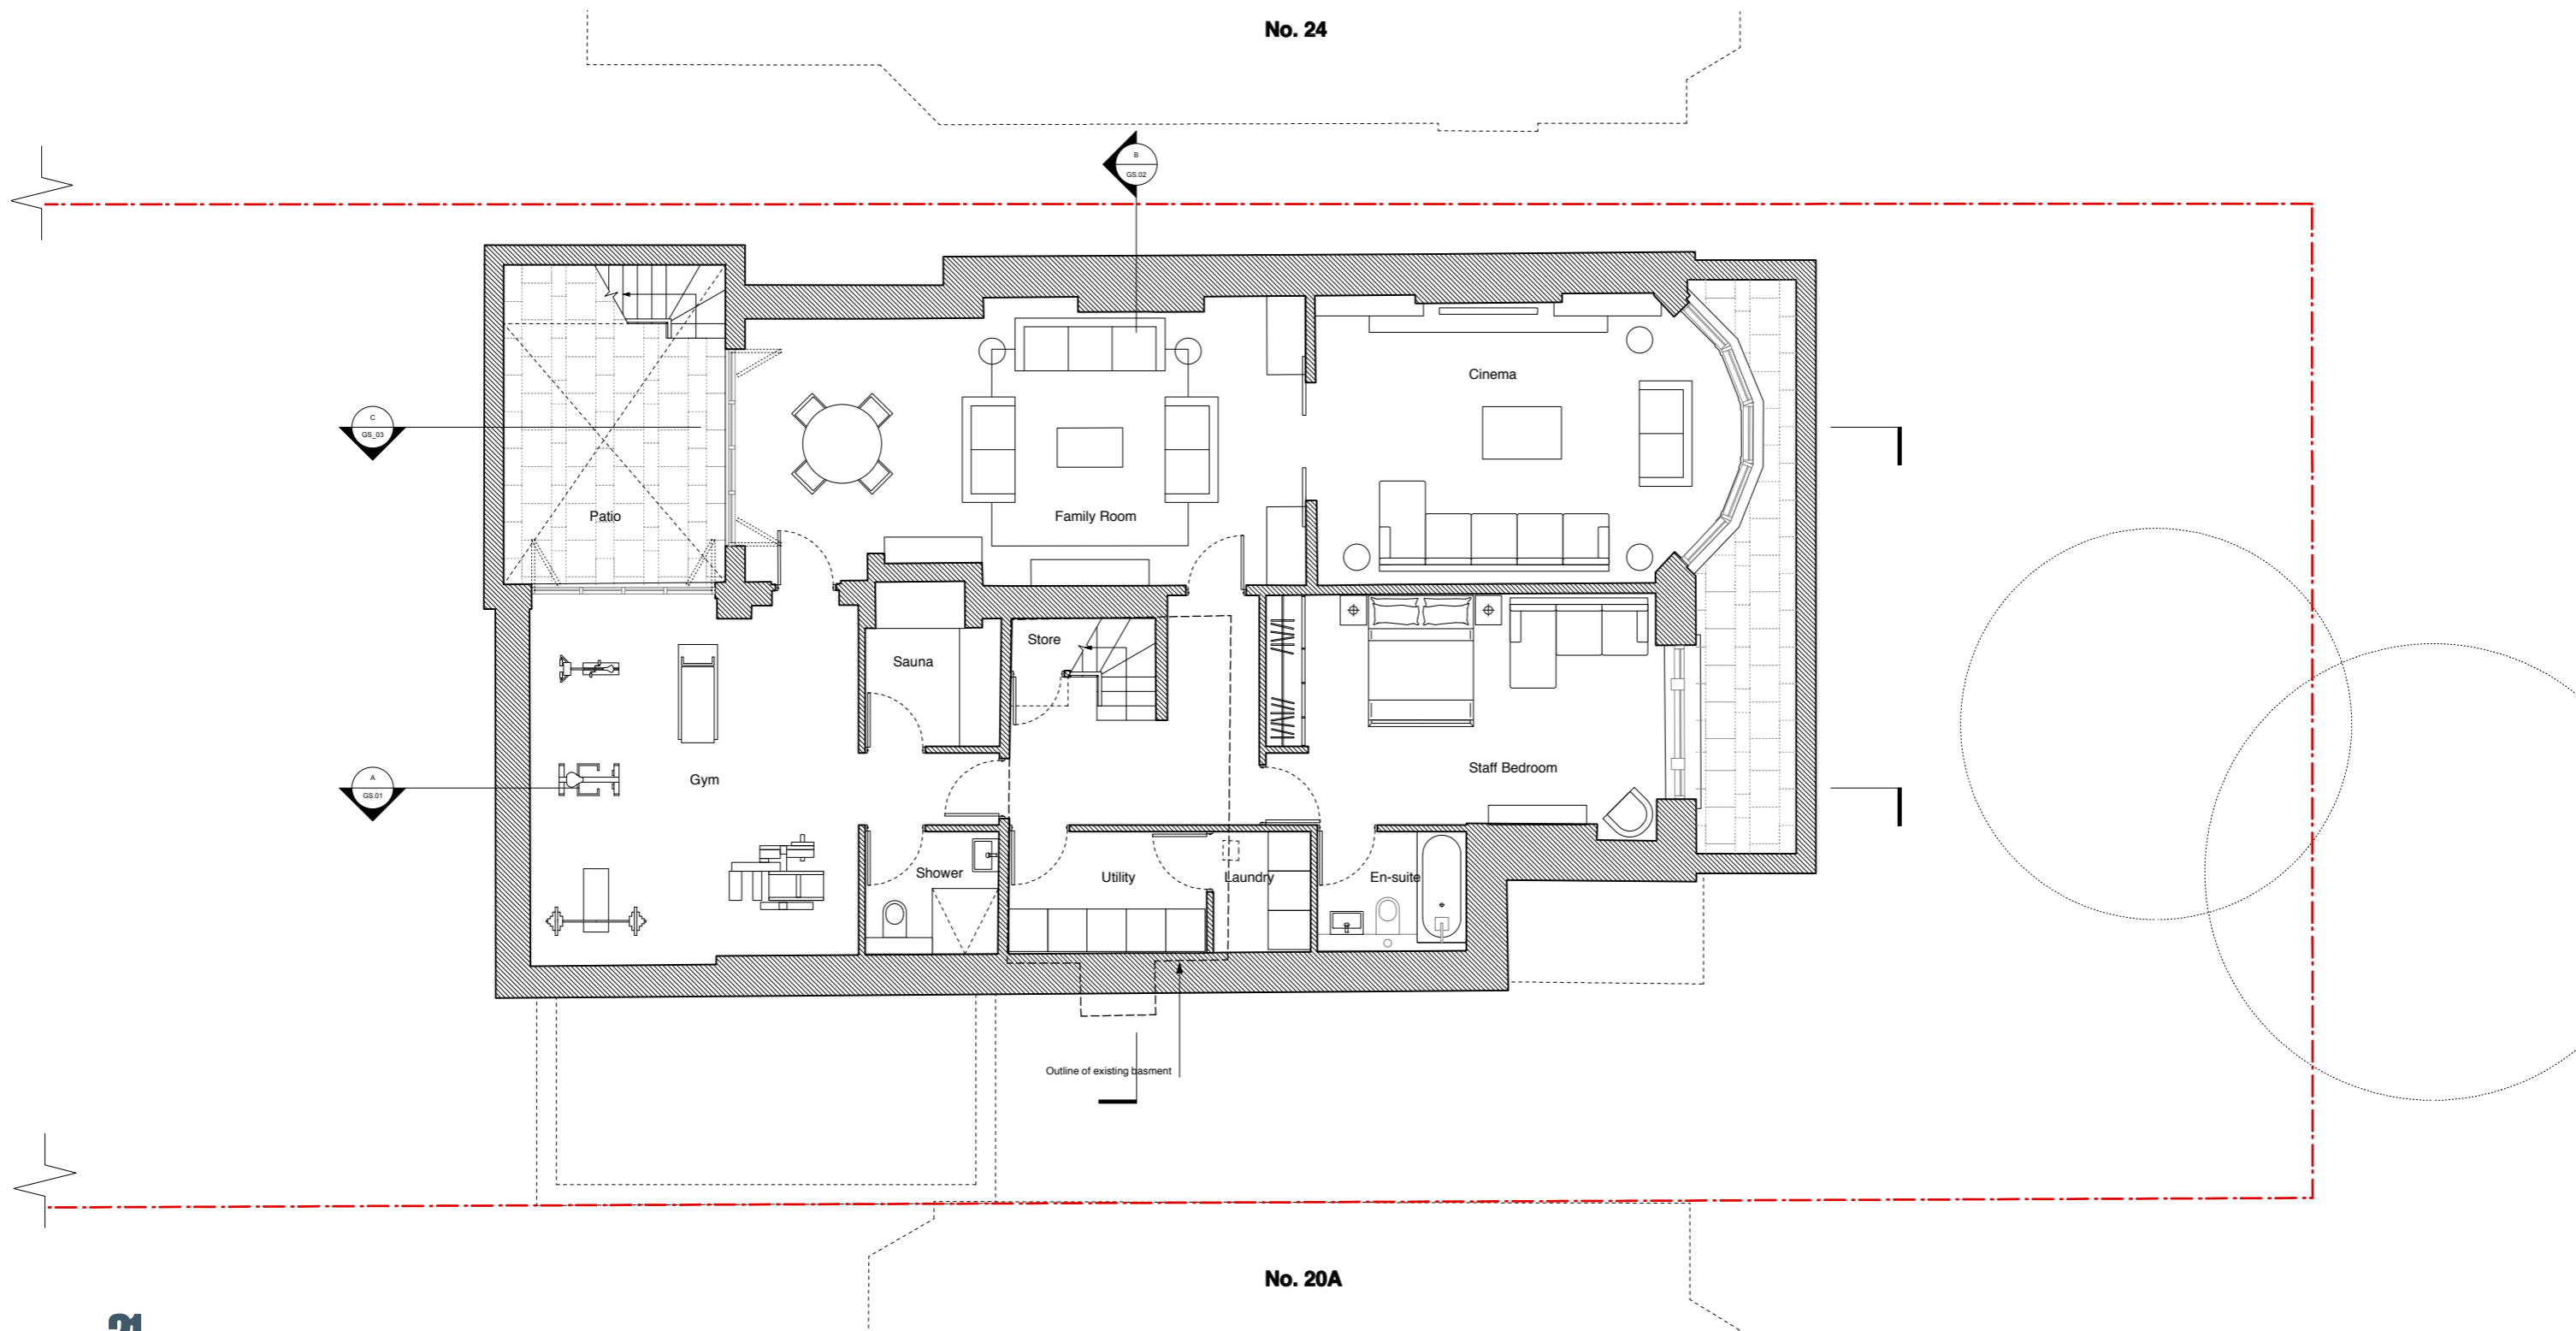 No. 24
B
GS.02
C
GS_03
Cinema
Patio
Family Room
Store
Sauna
Staff Bedroom
A
GS.01
Gym
Shower
Utility
Laundry
En-suite
Outline of existing basment
No. 20A
21